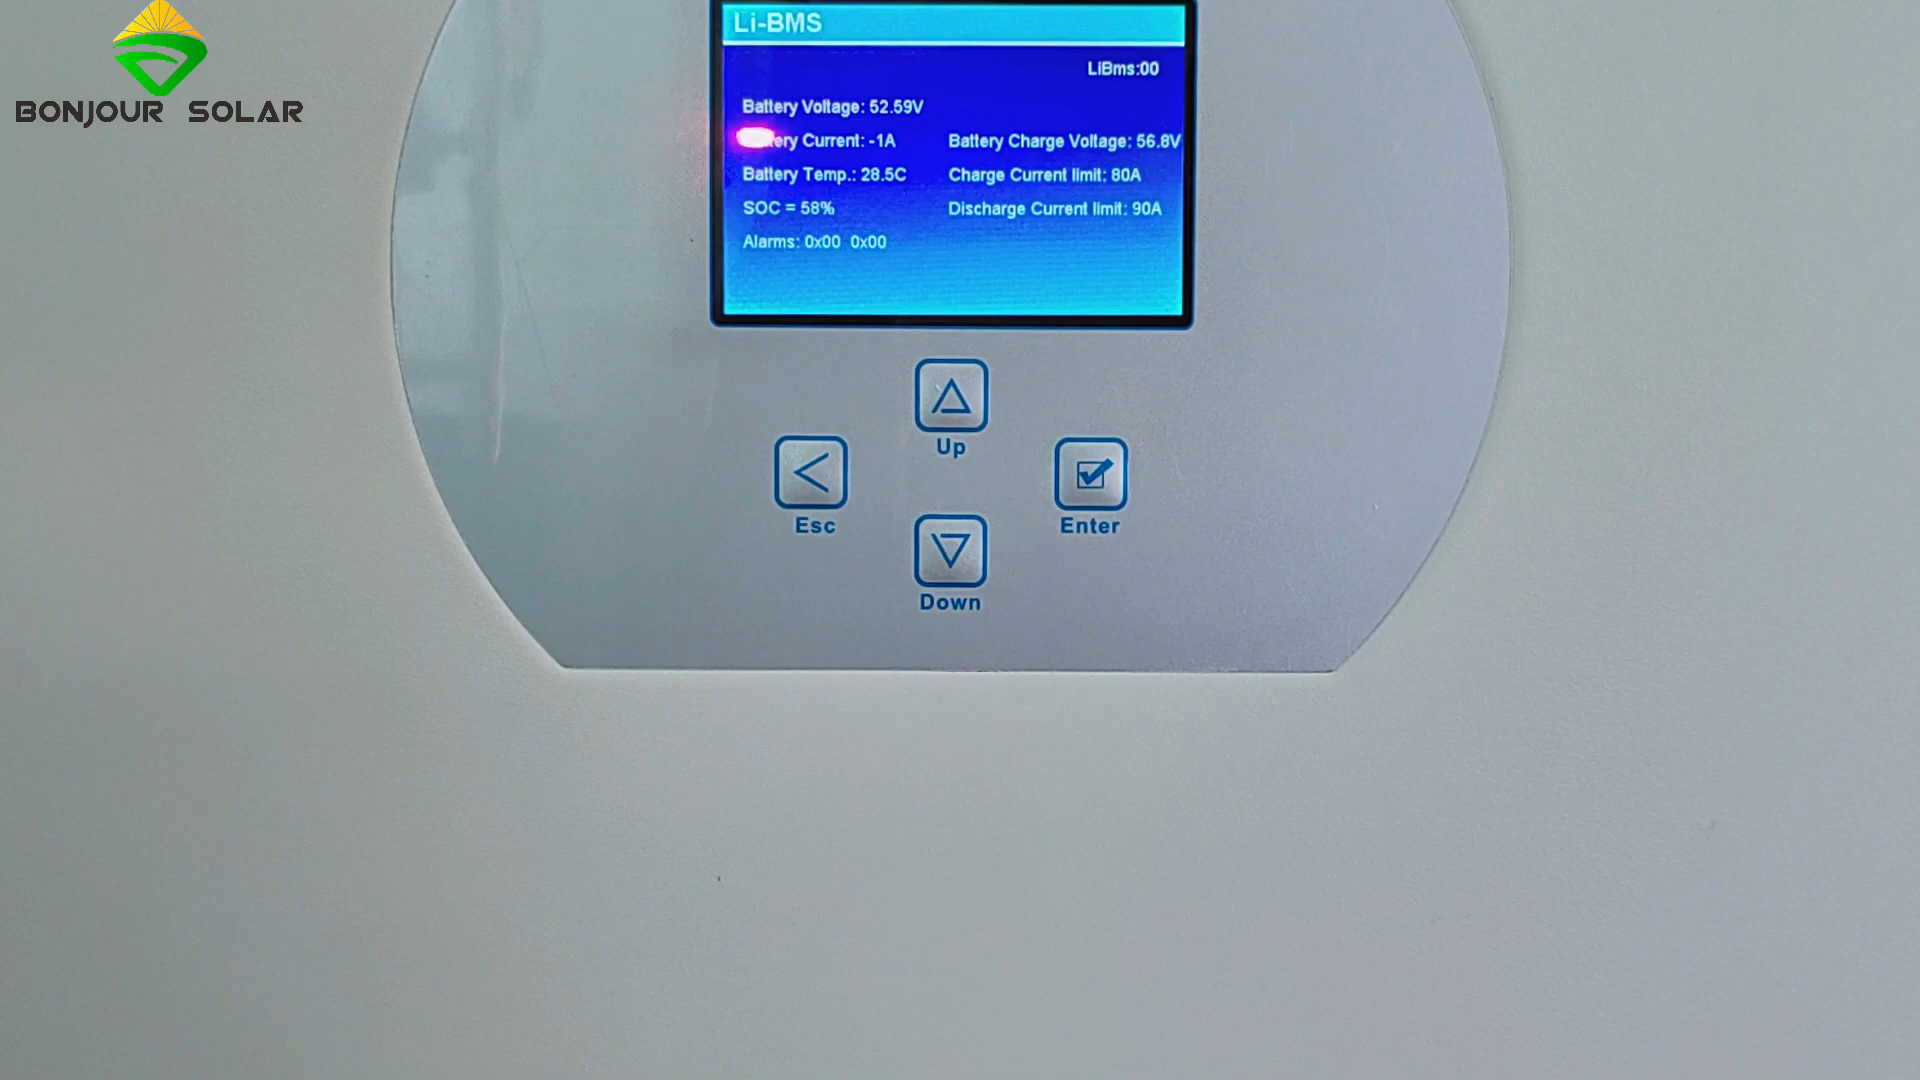 BONJOUR SOLAR
Li-BMS
LiBms:00
Battery Voltage: 52.59V
ery Current: -1A Battery Charge Voltage: 56.8V
Battery Temp.: 28.5C Charge Current limit: 80A
SOC = 58% Discharge Current limit: 90A
Alarms: 0x00 0x00
Up
Esc
Enter
Down